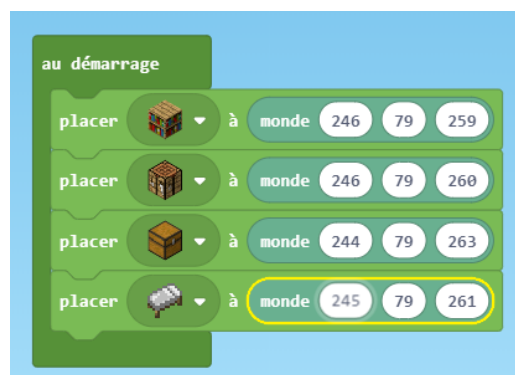 au démarrage
placer à monde 246 79 259
placer à monde 246 79 260
placer à monde 244 79 263
placer à monde 245 79 261